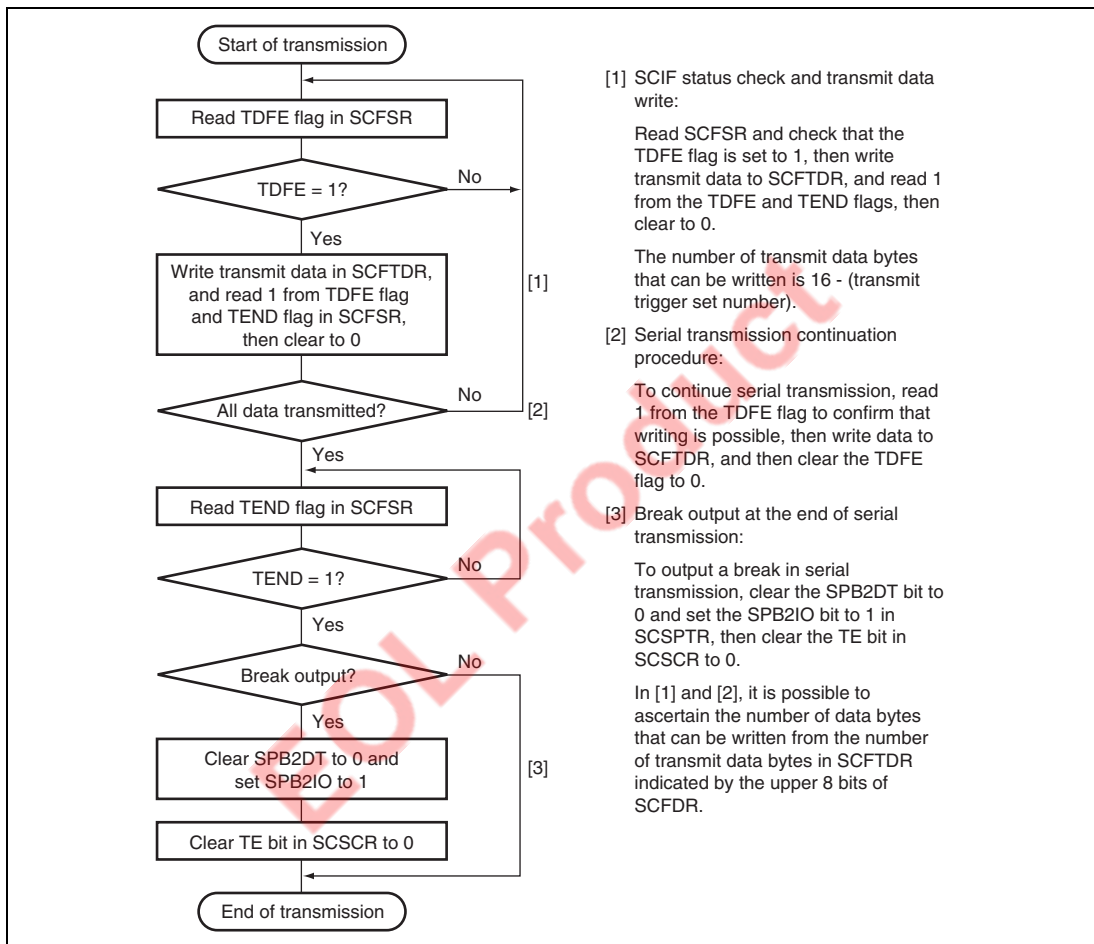 Start of transmission
Read TDFE flag in SCFSR
TDFE = 1?
No
Yes
Write transmit data in SCFTDR,
and read 1 from TDFE flag
and TEND flag in SCFSR,
then clear to 0
[1]
All data transmitted?
No
[2]
Yes
Read TEND flag in SCFSR
TEND = 1?
No
Yes
Break output?
No
Yes
Clear SPB2DT to 0 and
set SPB2IO to 1
[3]
Clear TE bit in SCSCR to 0
End of transmission
[1] SCIF status check and transmit data
write:
Read SCFSR and check that the
TDFE flag is set to 1, then write
transmit data to SCFTDR, and read 1
from the TDFE and TEND flags, then
clear to 0.
The number of transmit data bytes
that can be written is 16 - (transmit
trigger set number).
[2] Serial transmission continuation
procedure:
To continue serial transmission, read
1 from the TDFE flag to confirm that
writing is possible, then write data to
SCFTDR, and then clear the TDFE
flag to 0.
[3] Break output at the end of serial
transmission:
To output a break in serial
transmission, clear the SPB2DT bit to
0 and set the SPB2IO bit to 1 in
SCSPTR, then clear the TE bit in
SCSCR to 0.
In [1] and [2], it is possible to
ascertain the number of data bytes
that can be written from the number
of transmit data bytes in SCFTDR
indicated by the upper 8 bits of
SCFDR.
EOL Product